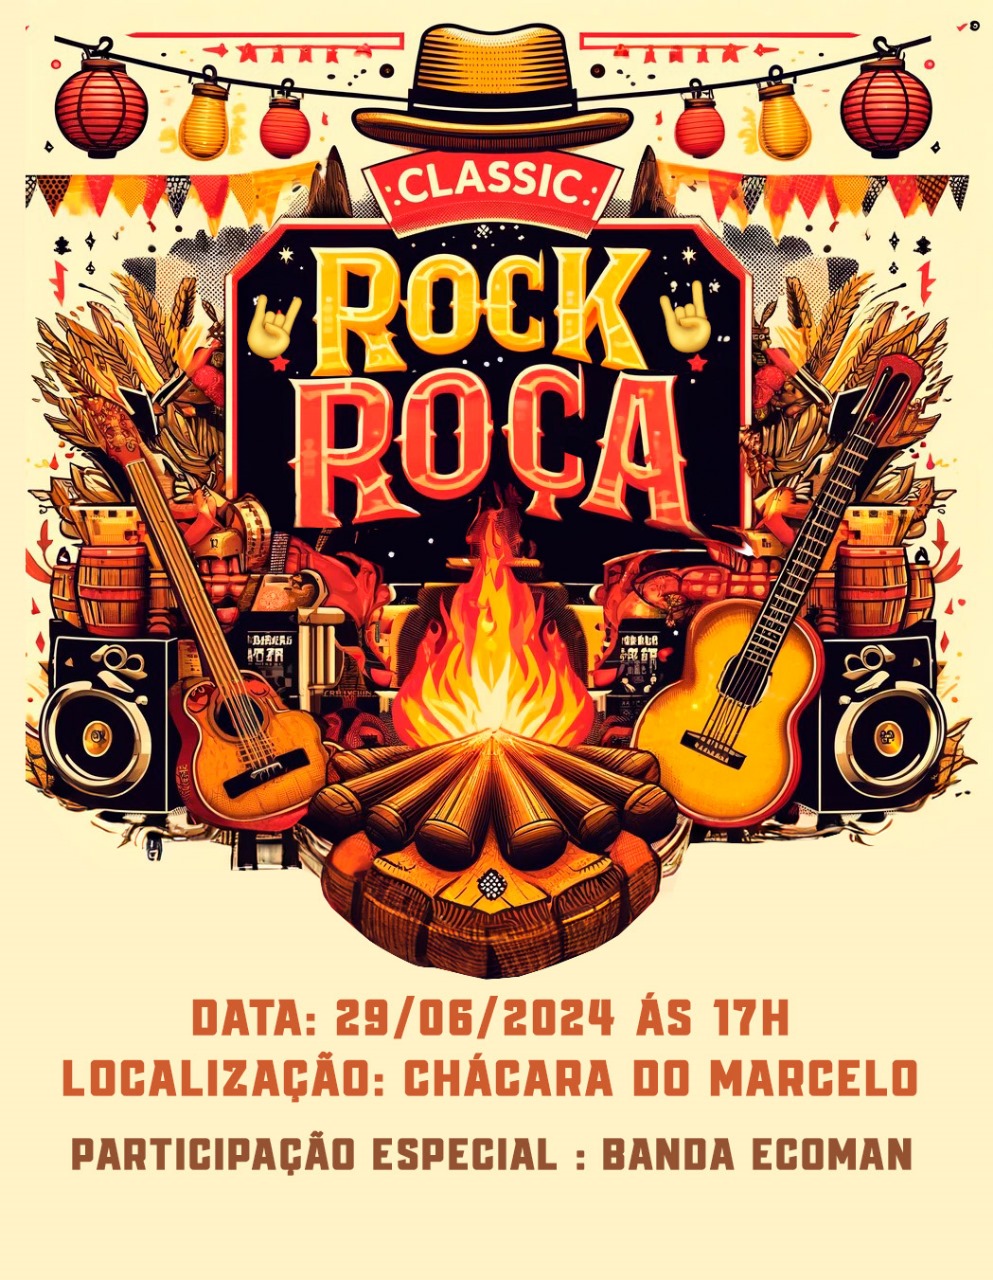 CLASSIC
ROCK
ROÇA
DATA: 29/06/2024 ÁS 17H
LOCALIZAÇÃO: CHÁCARA DO MARCELO
PARTICIPAÇÃO ESPECIAL : BANDA ECOMAN